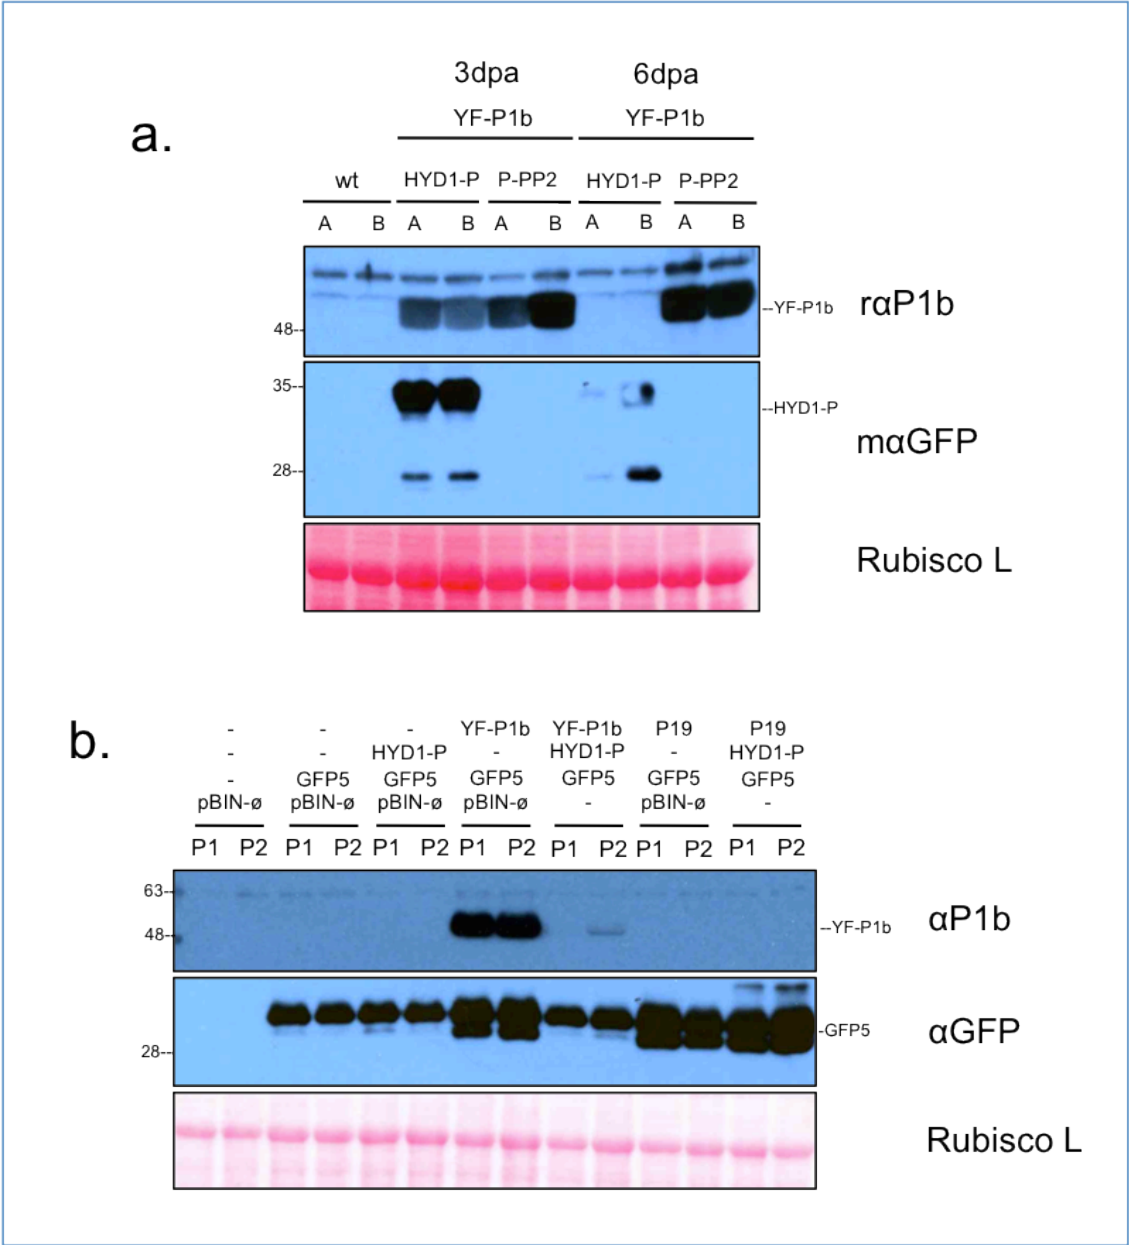 a.
3dpa 6dpa
YF-P1b YF-P1b
wt HYD1-P P-PP2 HYD1-P P-PP2
A B A B A B A B A B
48--
--YF-P1b
rαP1b
35--
--HYD1-P
mαGFP
28--
Rubisco L
b.
- - - YF-P1b YF-P1b P19 P19
- - HYD1-P - HYD1-P - HYD1-P
- GFP5 GFP5 GFP5 GFP5 GFP5 GFP5
pBIN-ø pBIN-ø pBIN-ø pBIN-ø - pBIN-ø -
P1 P2 P1 P2 P1 P2 P1 P2 P1 P2 P1 P2 P1 P2
63--
48--
--YF-P1b
αP1b
-GFP5
αGFP
28--
Rubisco L